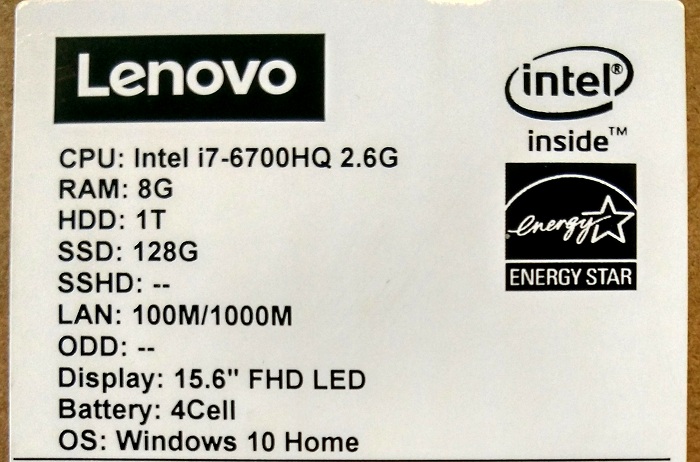 Lenovo
intel®
inside™
CPU: Intel i7-6700HQ 2.6G
RAM: 8G
HDD: 1T
SSD: 128G
SSHD: --
LAN: 100M/1000M
ODD: --
Display: 15.6" FHD LED
Battery: 4Cell
OS: Windows 10 Home
energy
ENERGY STAR